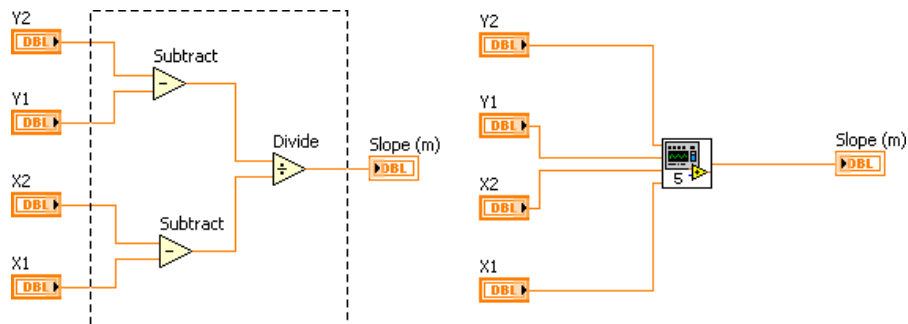 Y2
DBL
Subtract
Y1
DBL
Divide
Slope (m)
DBL
X2
DBL
Subtract
X1
DBL
Y2
DBL
Y1
DBL
Slope (m)
DBL
5
X2
DBL
X1
DBL